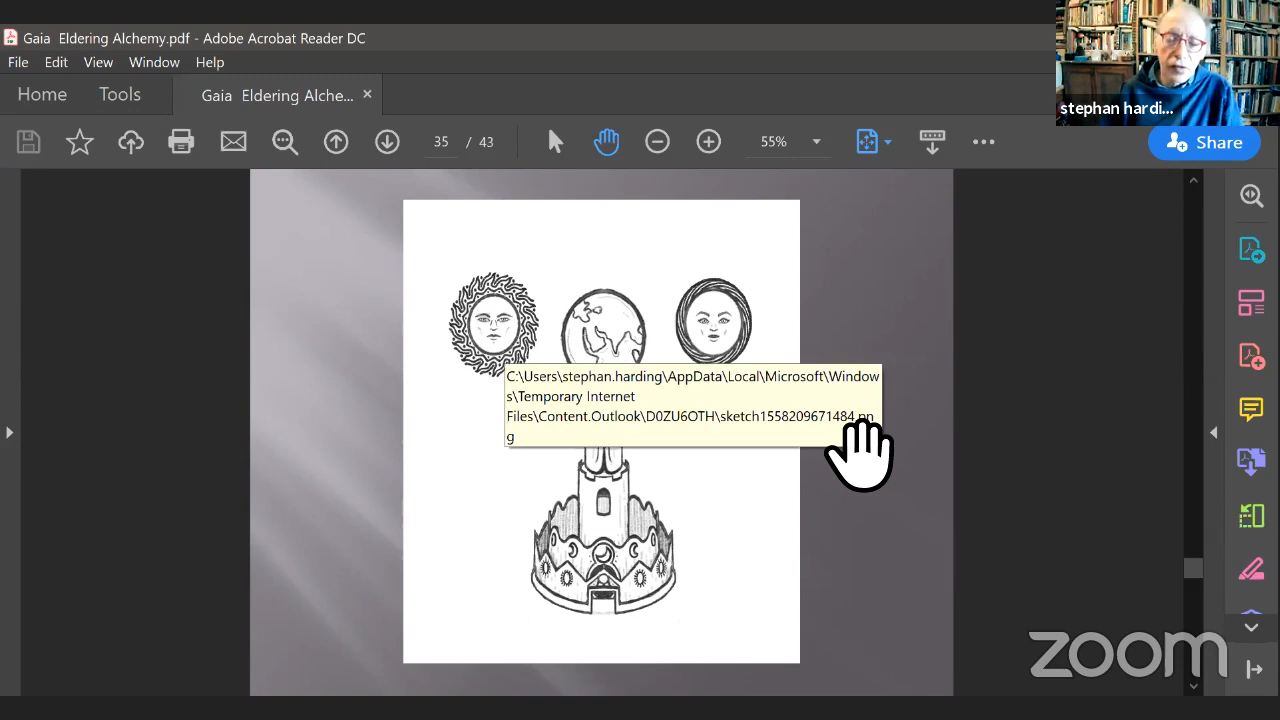 Gaia Eldering Alchemy.pdf - Adobe Acrobat Reader DC
File Edit View Window Help
Home Tools Gaia Eldering Alche... ×
35 / 43 55% Share
stephan hardi...
C:\Users\stephan.harding\AppData\Local\Microsoft\Window
s\Temporary Internet
Files\Content.Outlook\D0ZU6OTH\sketch1558209671484.pn
g
zoom